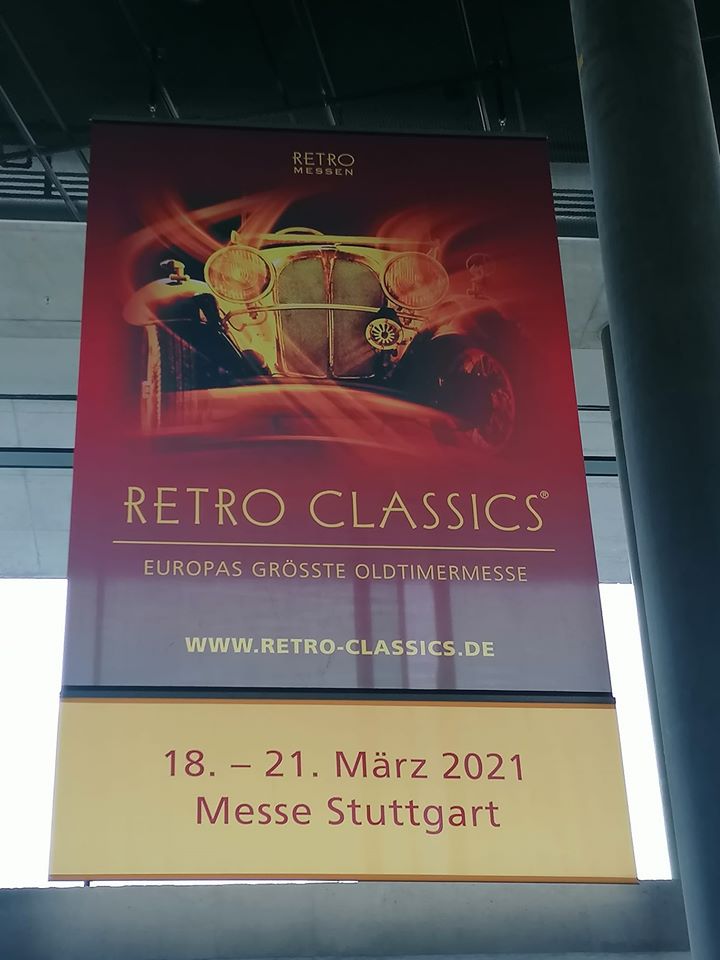 RETRO
MESSEN
RETRO CLASSICS®
EUROPAS GRÖSSTE OLDTIMERMESSE
WWW.RETRO-CLASSICS.DE
18. – 21. März 2021
Messe Stuttgart